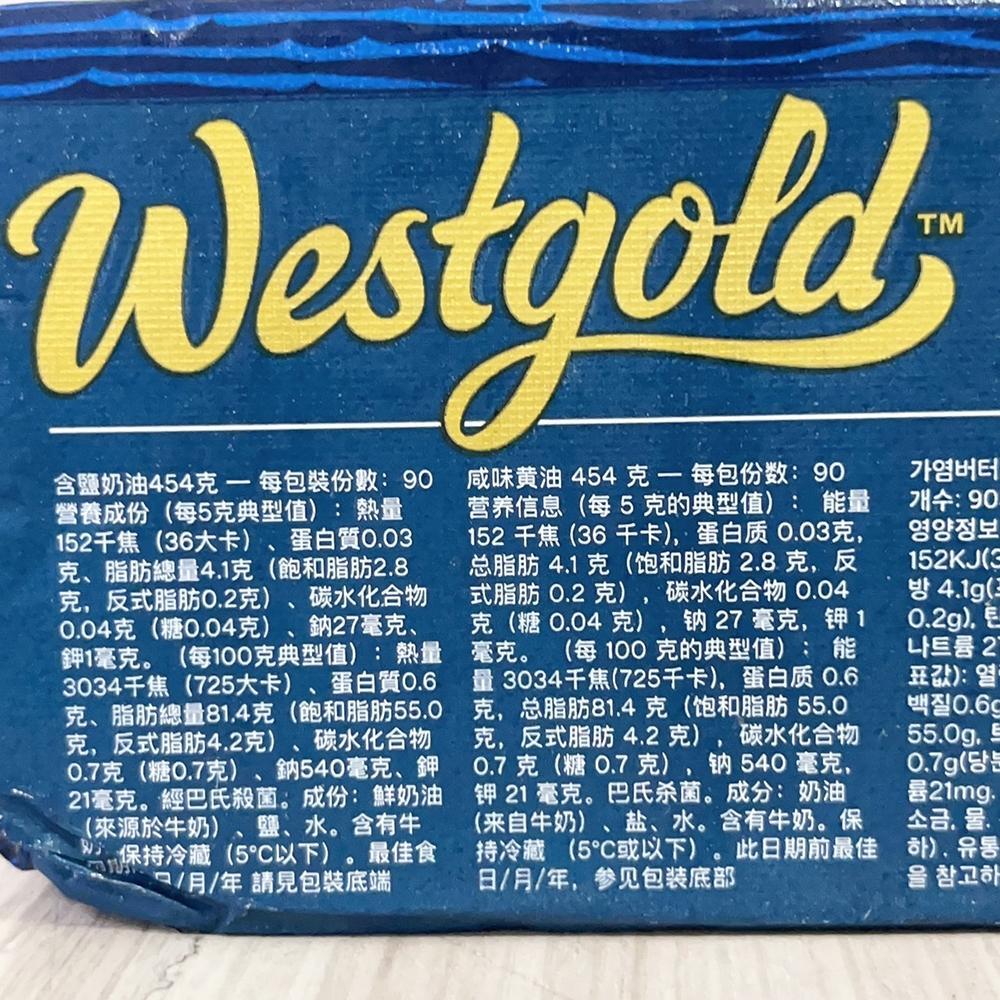 Westgold™
含鹽奶油454克 — 每包裝份數：90
營養成份（每5克典型值）：熱量
152千焦（36大卡）、蛋白質0.03
克、脂肪總量4.1克（飽和脂肪2.8
克，反式脂肪0.2克）、碳水化合物
0.04克（糖0.04克）、鈉27毫克、
鉀1毫克。（每100克典型值）：熱量
3034千焦（725大卡）、蛋白質0.6
克、脂肪總量81.4克（飽和脂肪55.0
克，反式脂肪4.2克）、碳水化合物
0.7克（糖0.7克）、鈉540毫克、鉀
21毫克。經巴氏殺菌。成份：鮮奶油
（來源於牛奶）、鹽、水。含有牛
奶。保持冷藏（5°C以下）。最佳食
日/月/年 請見包裝底端
咸味黄油 454 克 — 每包份数：90
营养信息（每 5 克的典型值）：能量
152 千焦 (36 千卡)，蛋白质 0.03克，
总脂肪 4.1 克（饱和脂肪 2.8 克，反
式脂肪 0.2 克），碳水化合物 0.04
克（糖 0.04 克），钠 27 毫克，钾 1
毫克。（每 100 克的典型值）：能
量 3034千焦(725千卡)，蛋白质 0.6
克，总脂肪81.4 克（饱和脂肪 55.0
克，反式脂肪 4.2 克），碳水化合物
0.7 克（糖 0.7 克），钠 540 毫克，
钾 21 毫克。巴氏杀菌。成分：奶油
（来自牛奶）、盐、水。含有牛奶。保
持冷藏（5°C或以下）。此日期前最佳
日/月/年，参见包装底部
가염버터
개수: 90
영양정보
152KJ(3
방 4.1g(
0.2g), 탄
나트륨 2
표값): 열
백질0.6g
55.0g, 트
0.7g(당분
륨21mg.
소금, 물.
하). 유통
을 참고하